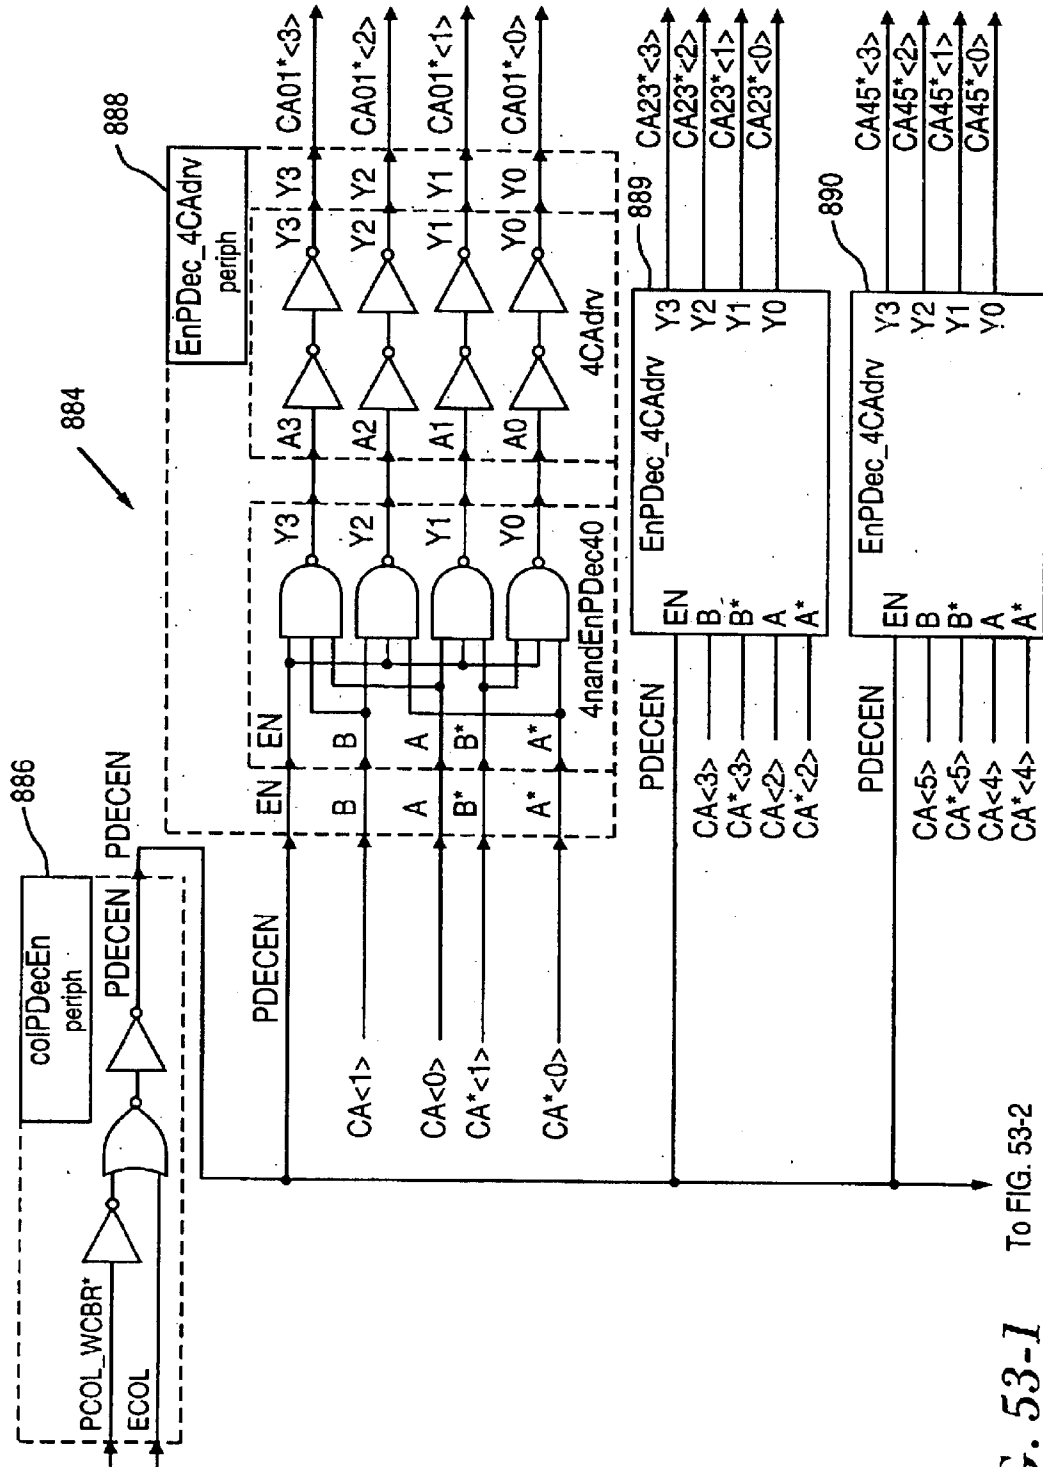 886
colPDecEn
periph
PCOL_WCBR*
ECOL
PDECEN
PDECEN
884
888
EnPDec_4CAdrv
periph
PDECEN
EN
EN
B
B
A
A
B*
B*
A*
A*
CA<1>
CA<0>
CA*<1>
CA*<0>
4nandEnPDec40
Y3
Y2
Y1
Y0
A3
A2
A1
A0
4CAdrv
Y3
Y2
Y1
Y0
Y3
Y2
Y1
Y0
CA01*<3>
CA01*<2>
CA01*<1>
CA01*<0>
889
PDECEN
CA<3>
CA*<3>
CA<2>
CA*<2>
EN
B
B*
A
A*
EnPDec_4CAdrv
Y3
Y2
Y1
Y0
CA23*<3>
CA23*<2>
CA23*<1>
CA23*<0>
890
PDECEN
CA<5>
CA*<5>
CA<4>
CA*<4>
EN
B
B*
A
A*
EnPDec_4CAdrv
Y3
Y2
Y1
Y0
CA45*<3>
CA45*<2>
CA45*<1>
CA45*<0>
To FIG. 53-2
53-1